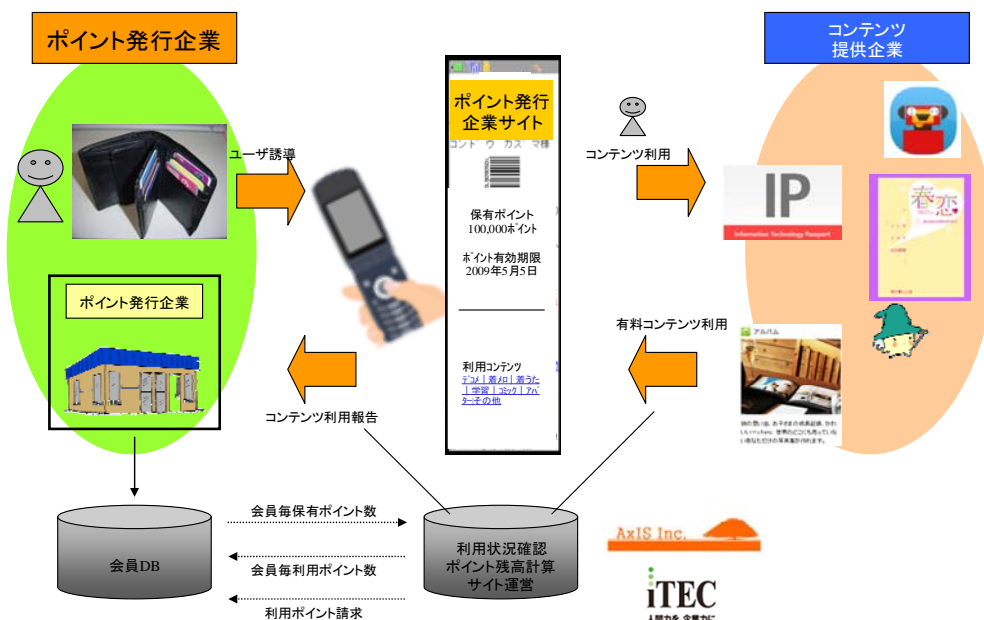 ポイント発行企業
コンテンツ
提供企業
ポイント発行
企業サイト
ユーザ誘導
コンテンツ利用
IP
Information Technology Passport
春恋
保有ポイント
100,000ポイント
ポイント有効期限
2009年5月5日
ポイント発行企業
有料コンテンツ利用
アルバム
利用コンテンツ
デコメ | 着メロ | 着うた
| 学習 | コミック | アバ
ター|その他
コンテンツ利用報告
会員毎保有ポイント数
会員DB
会員毎利用ポイント数
利用ポイント請求
利用状況確認
ポイント残高計算
サイト運営
AxIS Inc.
iTEC
人間力を 企業力に